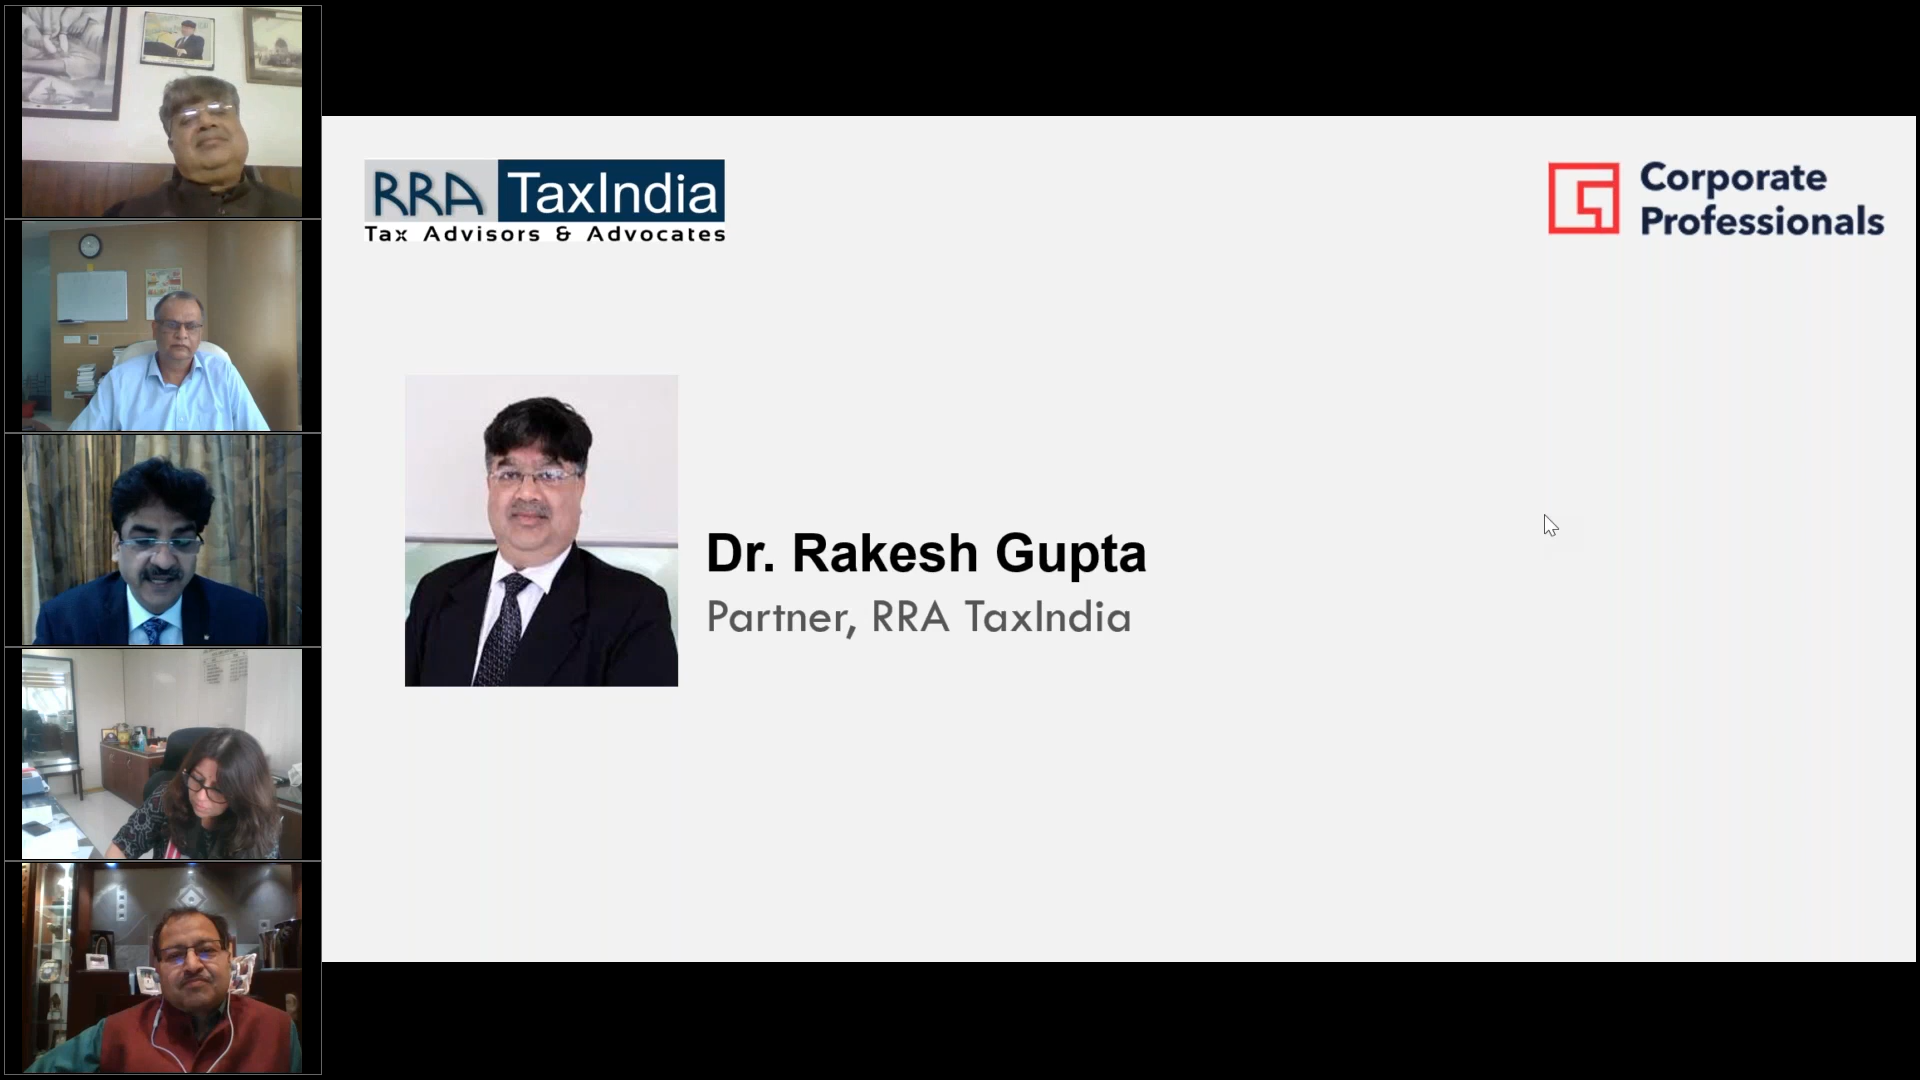 RRA TaxIndia
Tax Advisors & Advocates
Corporate
Professionals
Dr. Rakesh Gupta
Partner, RRA TaxIndia